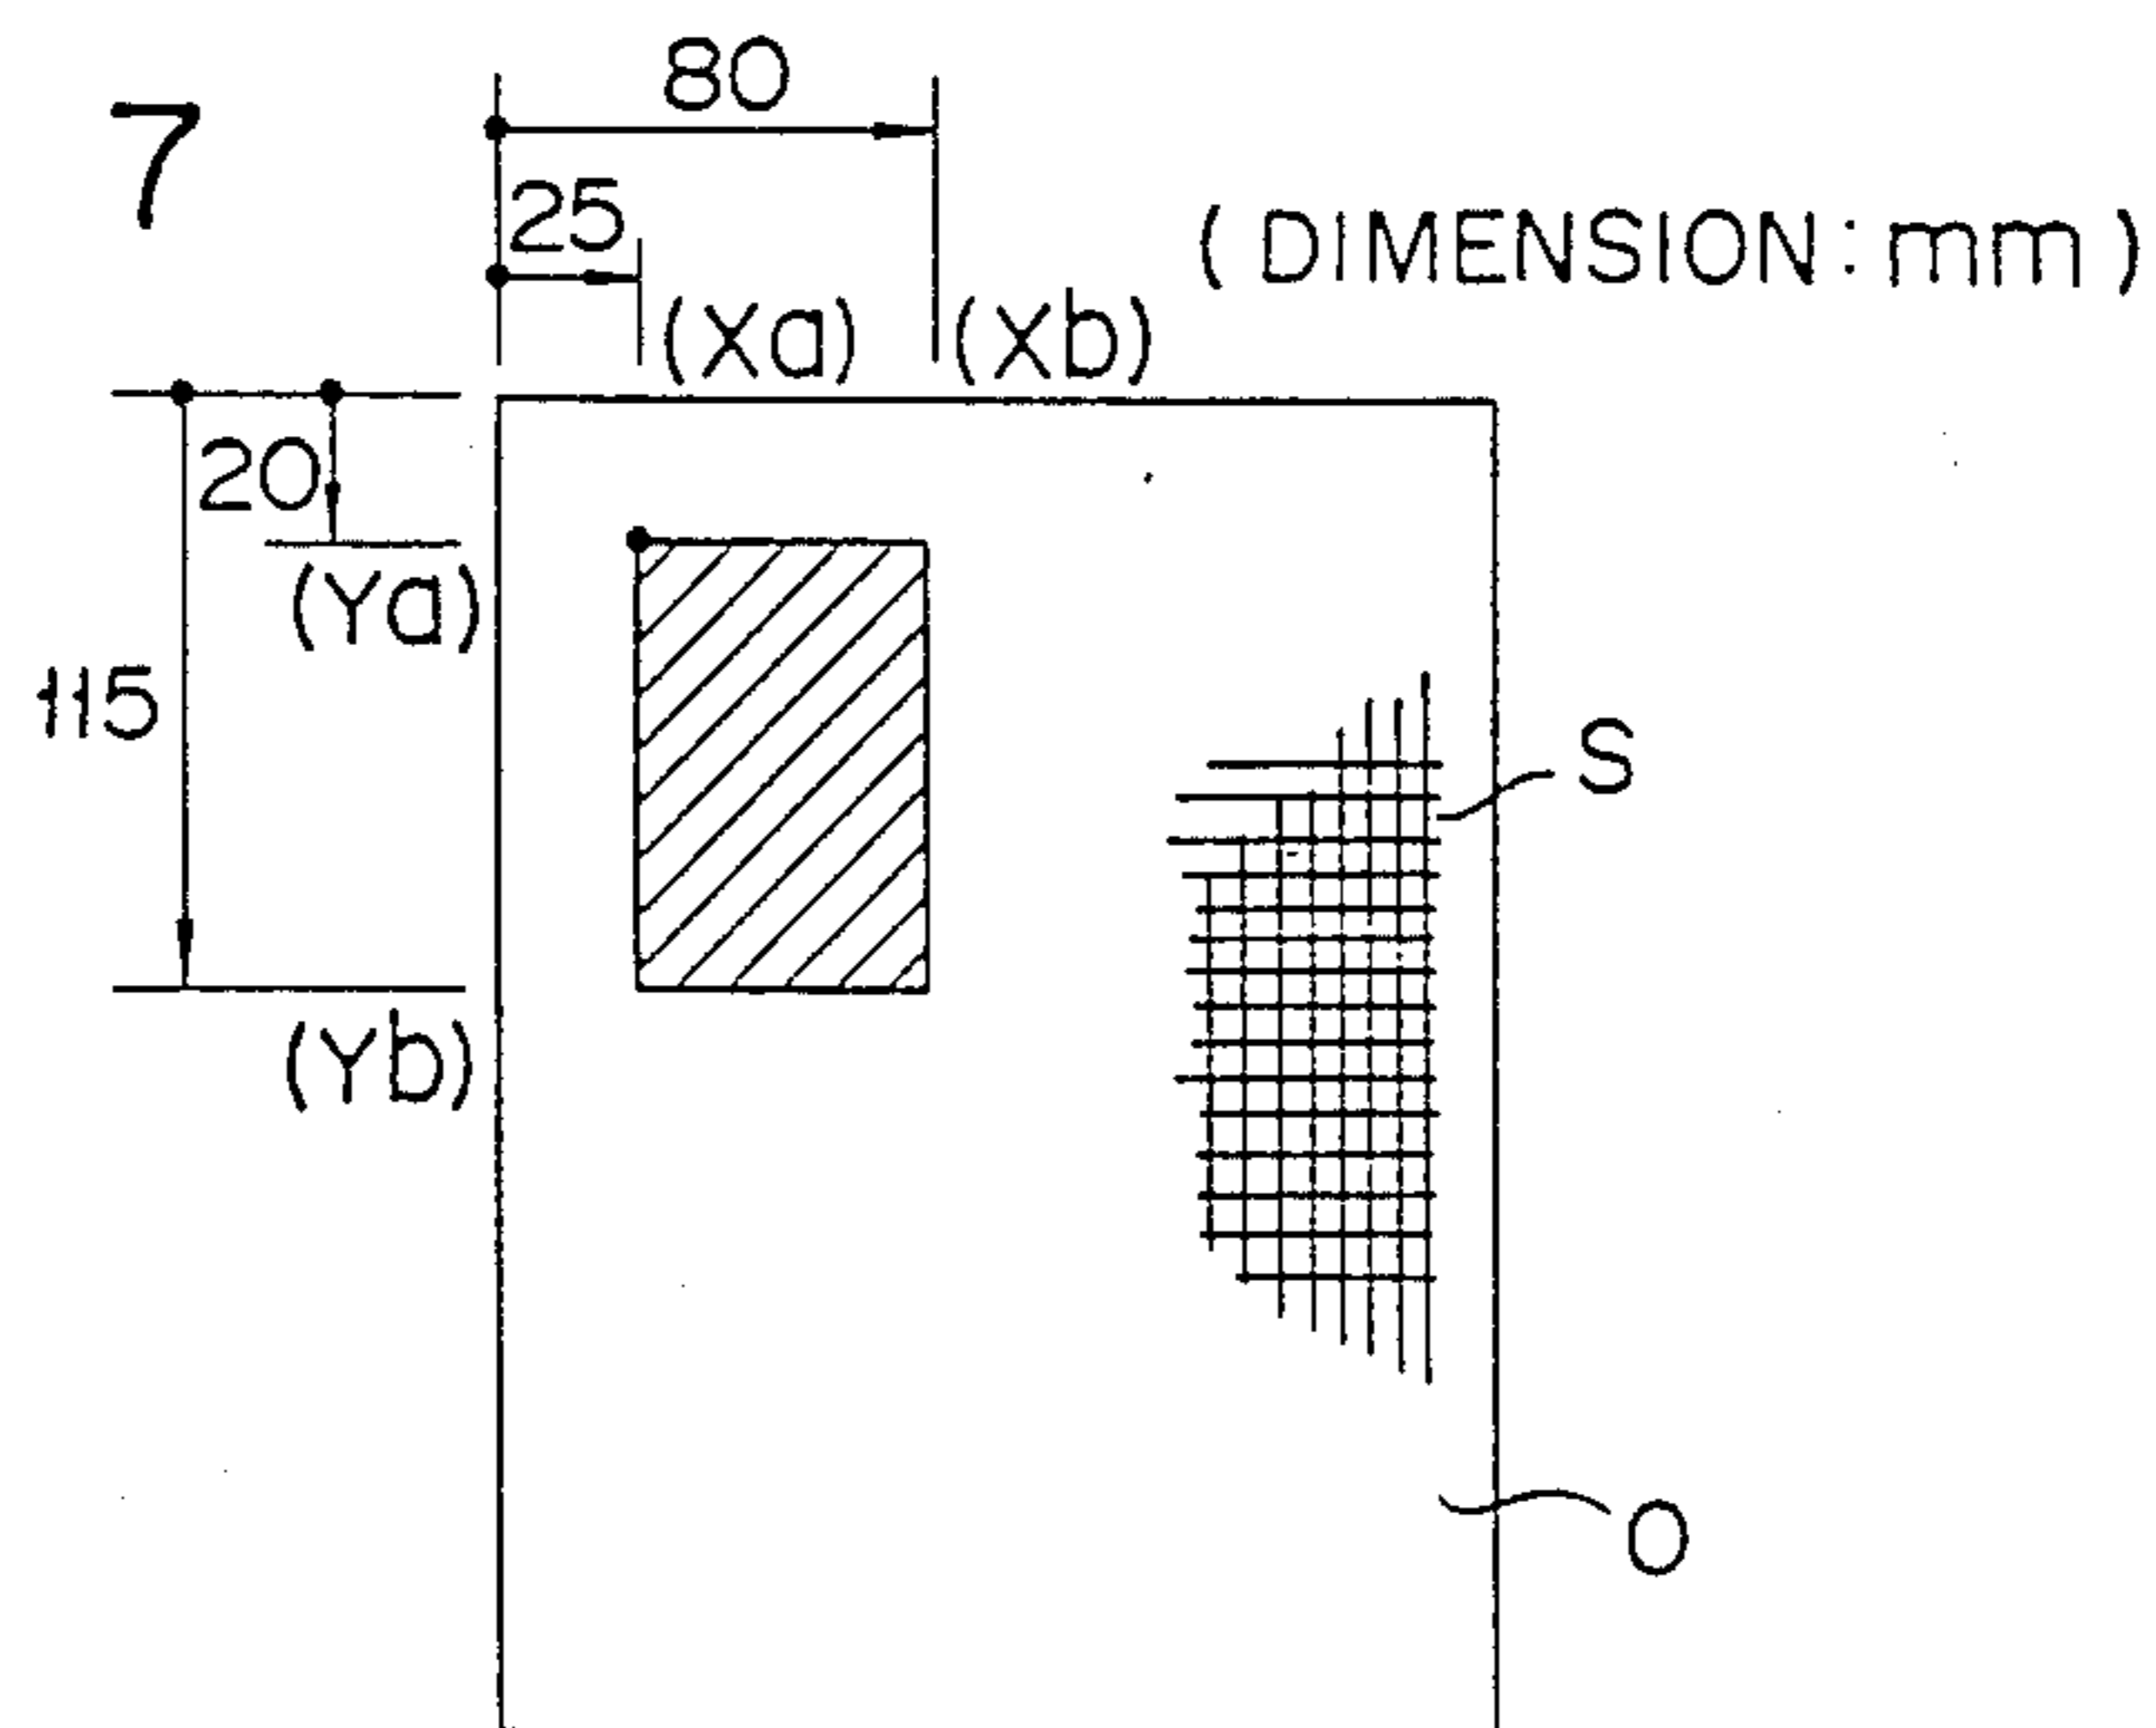 7
80
25
( DIMENSION: mm )
(Xa) (Xb)
20
(Ya)
115
S
(Yb)
O